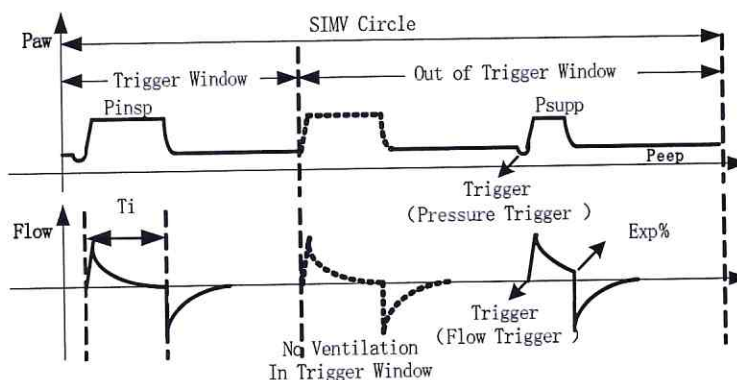 SIMV Circle
Paw
Trigger Window
Out of Trigger Window
Pinsp
Psupp
Peep
Trigger
(Pressure Trigger)
Ti
Flow
Exp%
Trigger
(Flow Trigger)
No Ventilation
In Trigger Window